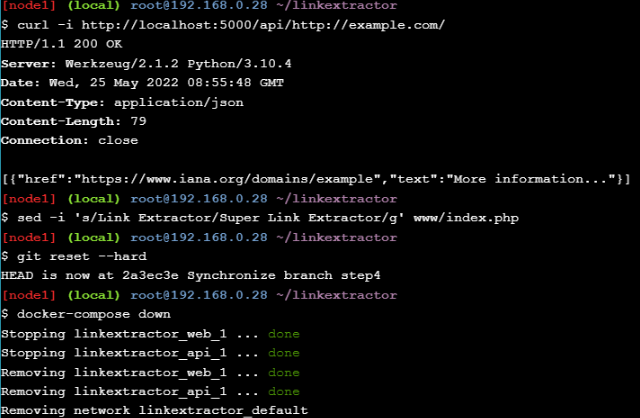 [node1] (local) root@192.168.0.28 ~/linkextractor
$ curl -i http://localhost:5000/api/http://example.com/
HTTP/1.1 200 OK
Server: Werkzeug/2.1.2 Python/3.10.4
Date: Wed, 25 May 2022 08:55:48 GMT
Content-Type: application/json
Content-Length: 79
Connection: close
[{"href":"https://www.iana.org/domains/example","text":"More information..."}]
[node1] (local) root@192.168.0.28 ~/linkextractor
$ sed -i 's/Link Extractor/Super Link Extractor/g' www/index.php
[node1] (local) root@192.168.0.28 ~/linkextractor
$ git reset --hard
HEAD is now at 2a3ec3e Synchronize branch step4
[node1] (local) root@192.168.0.28 ~/linkextractor
$ docker-compose down
Stopping linkextractor_web_1 ... done
Stopping linkextractor_api_1 ... done
Removing linkextractor_web_1 ... done
Removing linkextractor_api_1 ... done
Removing network linkextractor_default